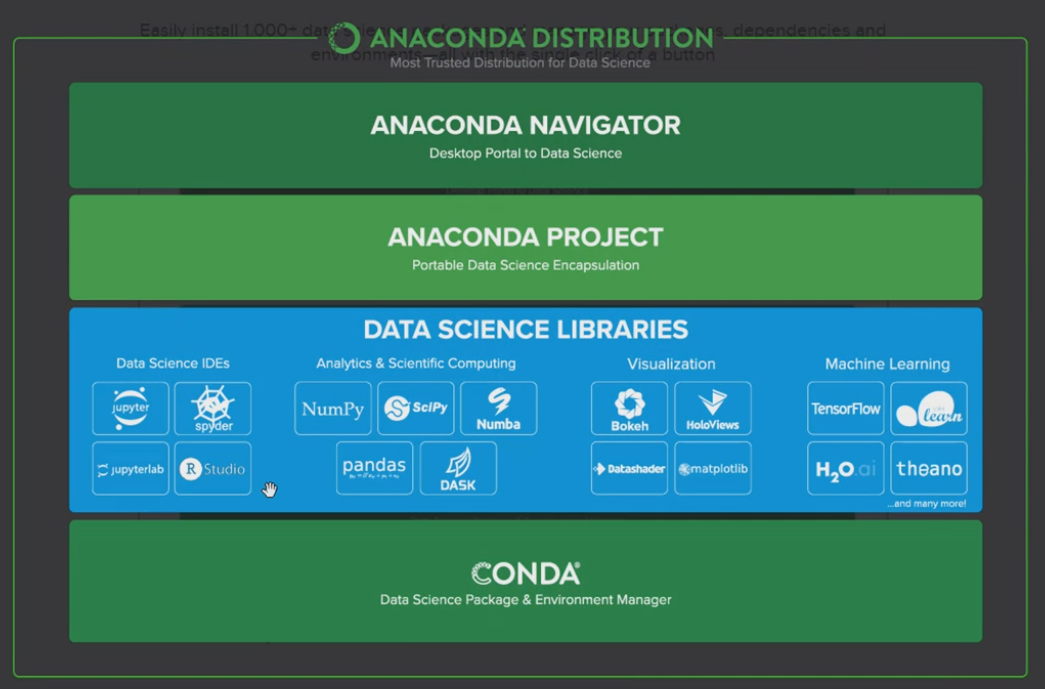 Easily install 1,000+ data science
dependencies and
ANACONDA DISTRIBUTION
environments—all with the single click of a button
Most Trusted Distribution for Data Science
ANACONDA NAVIGATOR
Desktop Portal to Data Science
ANACONDA PROJECT
Portable Data Science Encapsulation
DATA SCIENCE LIBRARIES
Data Science IDEs
Analytics & Scientific Computing
Visualization
Machine Learning
jupyter
spyder
NumPy
SciPy
Numba
Bokeh
HoloViews
TensorFlow
learn
jupyterlab
R Studio
pandas
DASK
Datashader
matplotlib
H2O.ai
theano
...and many more!
CONDA
Data Science Package & Environment Manager